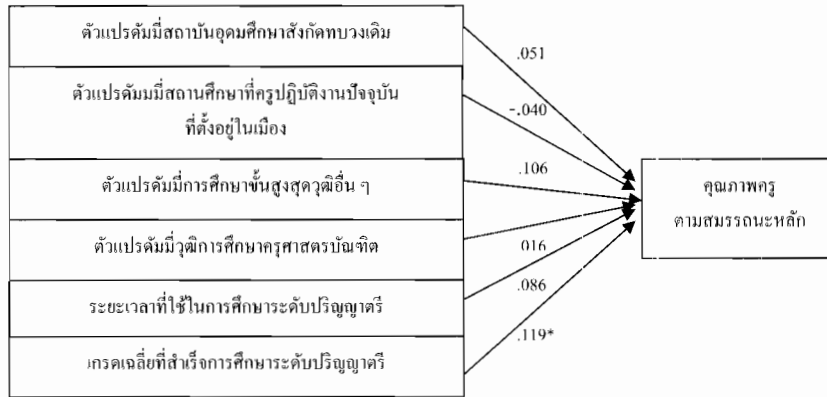 ตัวแปรดัมมี่สถาบันอุดมศึกษาสังกัดทบวงเดิม
.051
ตัวแปรดัมมมี่สถานศึกษาที่ครูปฏิบัติงานปัจจุบัน
ที่ตั้งอยู่ในเมือง
-.040
ตัวแปรดัมมี่การศึกษาขั้นสูงสุดวุฒิอื่น ๆ
.106
ตัวแปรดัมมี่วุฒิการศึกษาครุศาสตรบัณฑิต
016
ระยะเวลาที่ใช้ในการศึกษาระดับปริญญาตรี
.086
เกรดเฉลี่ยที่สำเร็จการศึกษาระดับปริญญาตรี
.119*
คุณภาพครู
ตามสมรรถนะหลัก